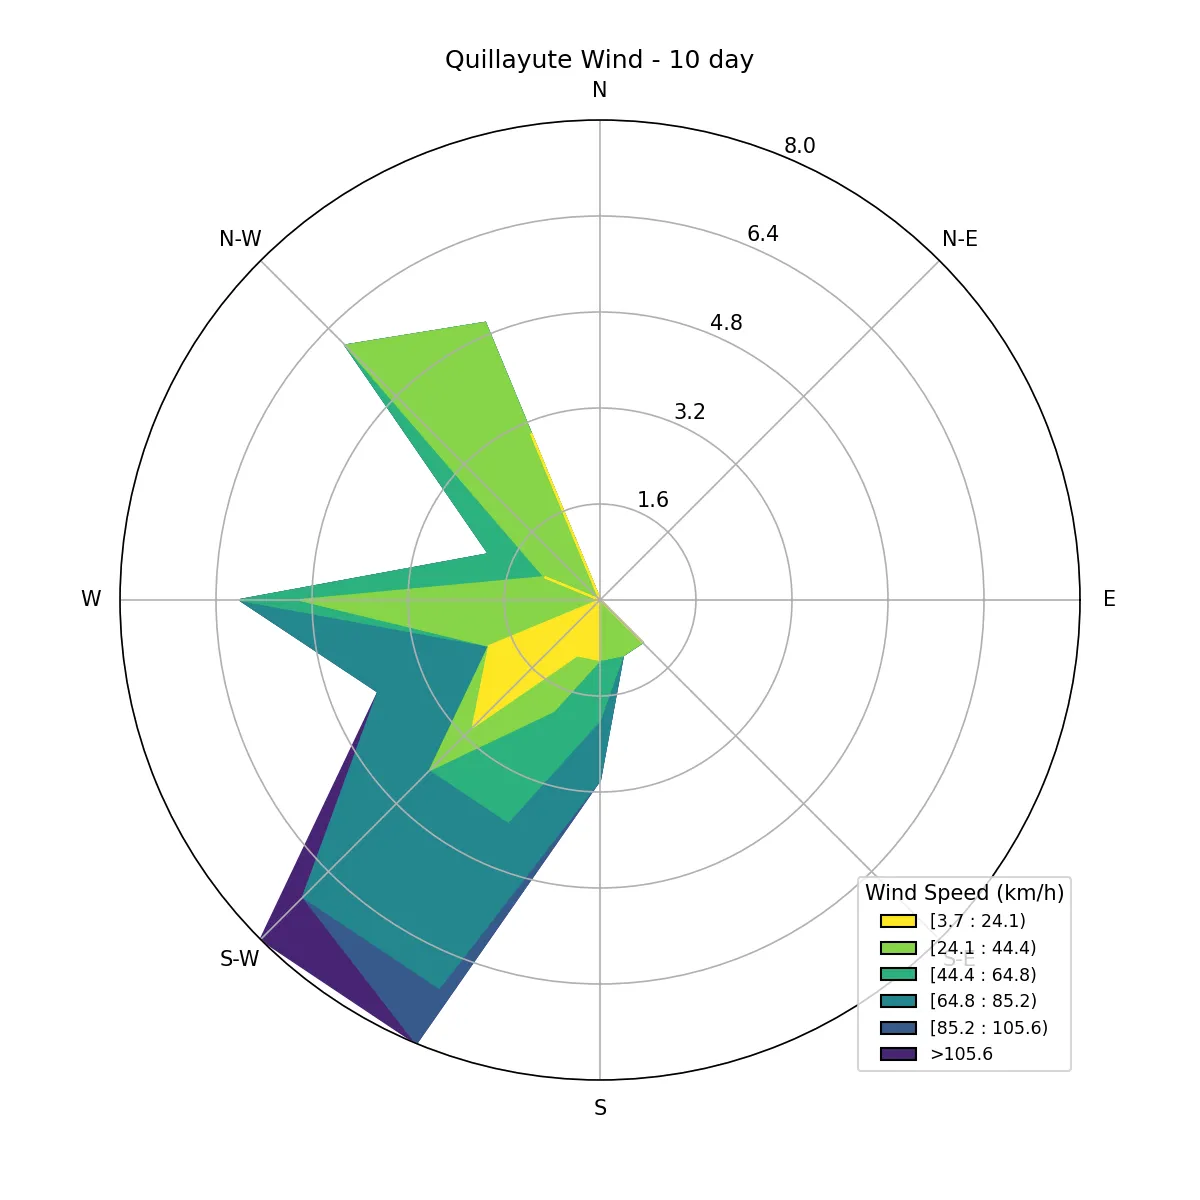 Quillayute Wind - 10 day
N
8.0
N-W
6.4
N-E
4.8
3.2
1.6
W
E
S-W
S-E
S
Wind Speed (km/h)
[3.7 : 24.1)
[24.1 : 44.4)
[44.4 : 64.8)
[64.8 : 85.2)
[85.2 : 105.6)
>105.6